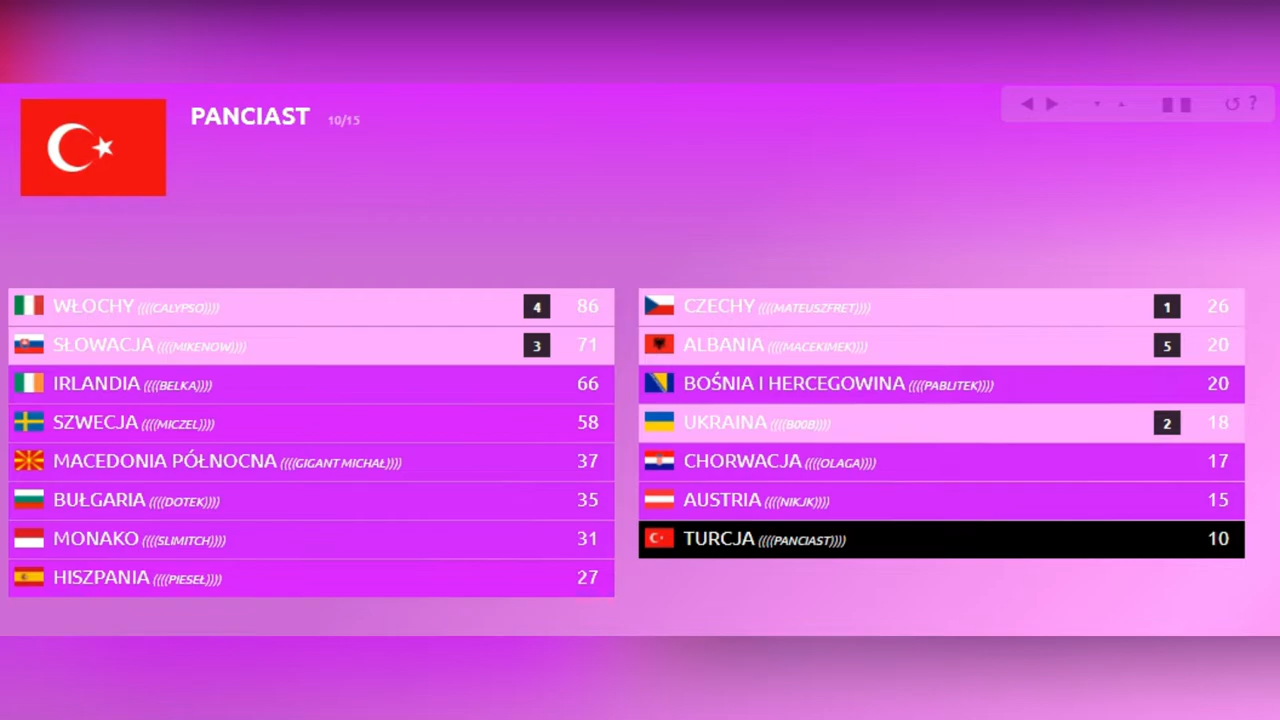 PANCIAST 10/15
?
WŁOCHY ((((CALYPSO)))) 4 86
SŁOWACJA ((((MIKENOW)))) 3 71
IRLANDIA ((((BELKA)))) 66
SZWECJA ((((MICZEL)))) 58
MACEDONIA PÓŁNOCNA ((((GIGANT MICHAŁ)))) 37
BUŁGARIA ((((DOTEK)))) 35
MONAKO ((((SLIMITCH)))) 31
HISZPANIA ((((PIESEŁ)))) 27
CZECHY ((((MATEUSZFRET)))) 1 26
ALBANIA ((((MACEKIMEK)))) 5 20
BOŚNIA I HERCEGOWINA ((((PABLITEK)))) 20
UKRAINA ((((B00B)))) 2 18
CHORWACJA ((((OLAGA)))) 17
AUSTRIA ((((NIKJK)))) 15
TURCJA ((((PANCIAST)))) 10